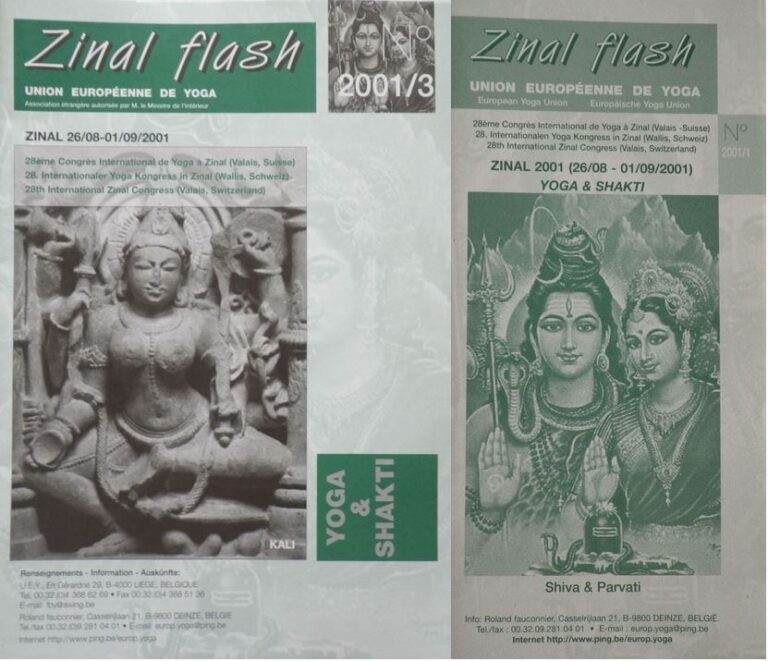 Zinal flash
UNION EUROPÉENNE DE YOGA
Association étrangère autorisée par M. le Ministre de l'intérieur
N°
2001/3
ZINAL 26/08-01/09/2001
28ème Congrès International de Yoga à Zinal (Valais, Suisse)
28. Internationaler Yoga Kongress in Zinal (Wallis, Schweiz)
28th International Zinal Congress (Valais, Switzerland)
KALI
YOGA
&
SHAKTI
Renseignements - Information - Auskünfte:
U.E.Y., En Gérardrie 29, B-4000 LIEGE, BELGIQUE
Tel. 00.32.(0)4 368 62 69 • Fax 00.32.(0)4 368 51 36
Roland fauconnier, Casseirijlaan 21, B-9800 DEINZE, BELGIE
Tel./fax 00.32.(0)9 281 04 01 • E-mail: europ.yoga@ping.be
Internet http://www.ping.be/europ.yoga
Zinal flash
UNION EUROPÉENNE DE YOGA
European Yoga Union Europäische Yoga Union
28ème Congrès International de Yoga à Zinal (Valais -Suisse)
28. Internationalen Yoga Kongress in Zinal (Wallis, Schweiz)
28th International Zinal Congress (Valais, Switzerland)
N°
2001/1
ZINAL 2001 (26/08 - 01/09/2001)
YOGA & SHAKTI
Shiva & Parvati
Info: Roland fauconnier, Casseirijlaan 21, B-9800 DEINZE, BELGIË.
Tel./fax : 00.32.09.281 04 01 • E-mail : europ.yoga@ping.be
Internet http://www.ping.be/europ.yoga